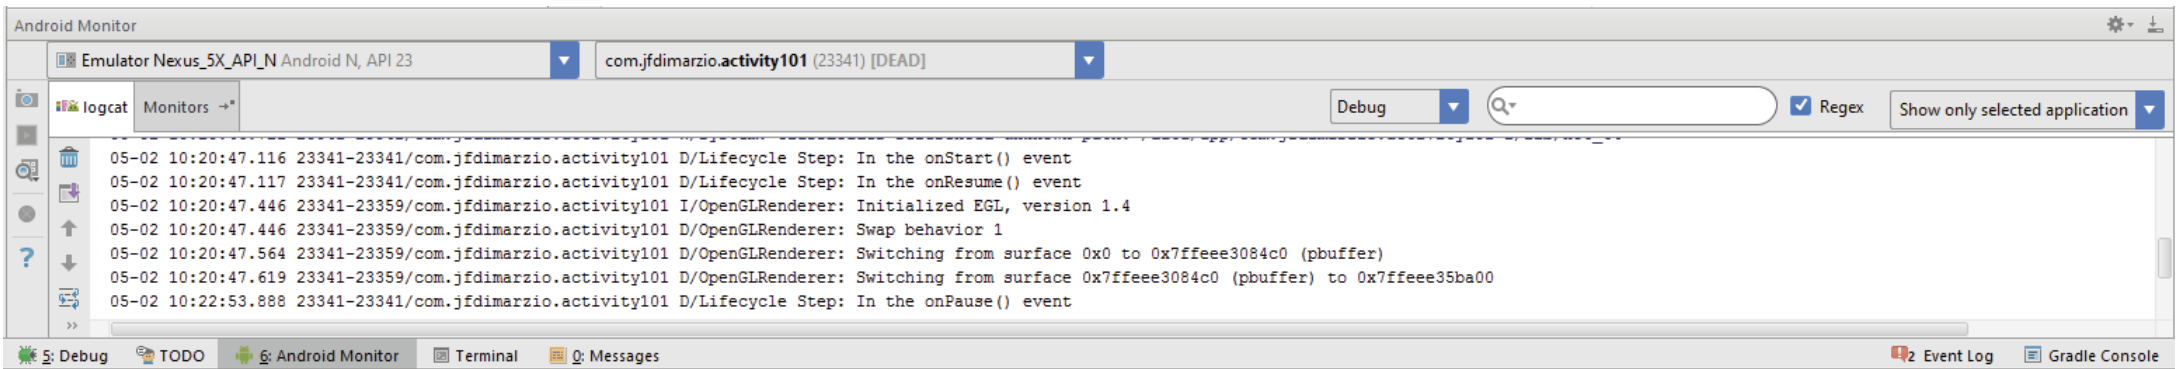 Android Monitor
Emulator Nexus_5X_API_N Android N, API 23 com.jfdimarzio.activity101 (23341) [DEAD]
logcat Monitors Debug Regex Show only selected application
05-02 10:20:47.116 23341-23341/com.jfdimarzio.activity101 D/Lifecycle Step: In the onStart() event
05-02 10:20:47.117 23341-23341/com.jfdimarzio.activity101 D/Lifecycle Step: In the onResume() event
05-02 10:20:47.446 23341-23359/com.jfdimarzio.activity101 I/OpenGLRenderer: Initialized EGL, version 1.4
05-02 10:20:47.446 23341-23359/com.jfdimarzio.activity101 D/OpenGLRenderer: Swap behavior 1
05-02 10:20:47.564 23341-23359/com.jfdimarzio.activity101 D/OpenGLRenderer: Switching from surface 0x0 to 0x7ffeee3084c0 (pbuffer)
05-02 10:20:47.619 23341-23359/com.jfdimarzio.activity101 D/OpenGLRenderer: Switching from surface 0x7ffeee3084c0 (pbuffer) to 0x7ffeee35ba00
05-02 10:22:53.888 23341-23341/com.jfdimarzio.activity101 D/Lifecycle Step: In the onPause() event
5: Debug TODO 6: Android Monitor Terminal 0: Messages 2 Event Log Gradle Console